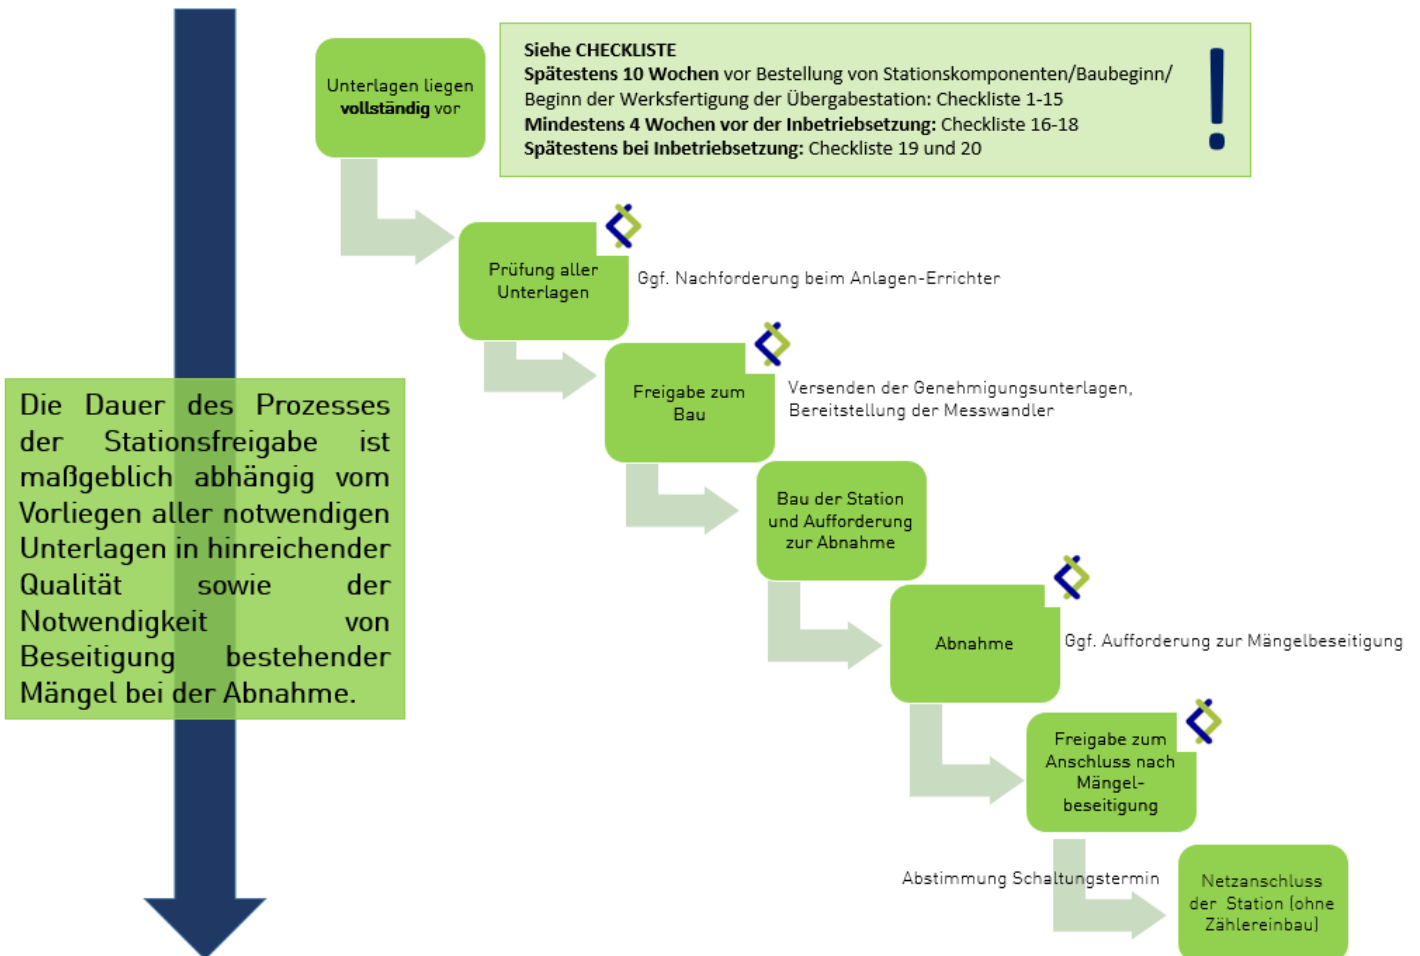 Unterlagen liegen
vollständig vor
Siehe CHECKLISTE
Spätestens 10 Wochen vor Bestellung von Stationskomponenten/Baubeginn/
Beginn der Werksfertigung der Übergabestation: Checkliste 1-15
Mindestens 4 Wochen vor der Inbetriebsetzung: Checkliste 16-18
Spätestens bei Inbetriebsetzung: Checkliste 19 und 20
!
Prüfung aller
Unterlagen
Ggf. Nachforderung beim Anlagen-Errichter
Freigabe zum
Bau
Versenden der Genehmigungsunterlagen,
Bereitstellung der Messwandler
Die Dauer des Prozesses
der Stationsfreigabe ist
maßgeblich abhängig vom
Vorliegen aller notwendigen
Unterlagen in hinreichender
Qualität sowie der
Notwendigkeit von
Beseitigung bestehender
Mängel bei der Abnahme.
Bau der Station
und Aufforderung
zur Abnahme
Abnahme
Ggf. Aufforderung zur Mängelbeseitigung
Freigabe zum
Anschluss nach
Mängel-
beseitigung
Abstimmung Schaltungstermin
Netzanschluss
der Station (ohne
Zählereinbau)